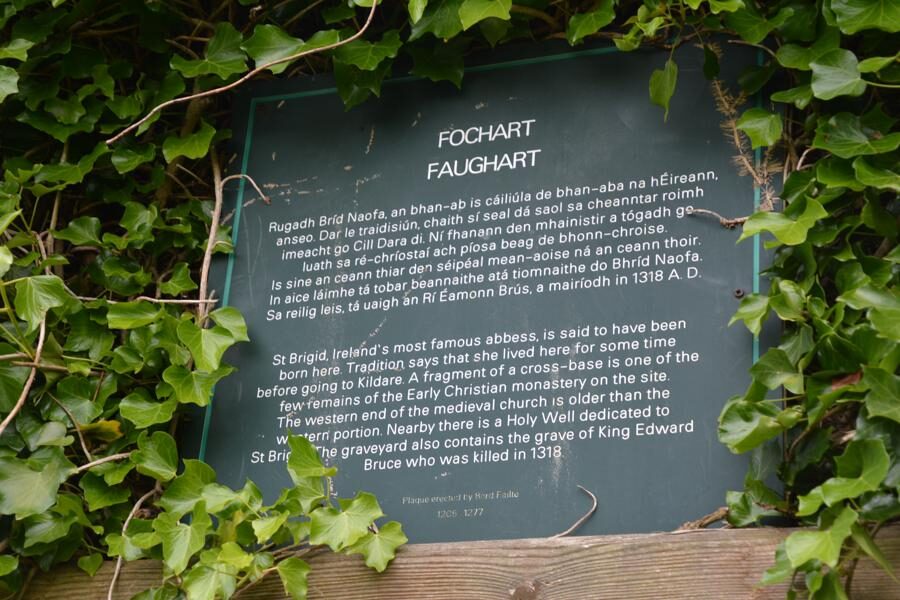 FOCHART
FAUGHART
Rugadh Bríd Naofa, an bhan-ab is cáiliúla de bhan-aba na hÉireann,
anseo. Dar le traidisiún, chaith sí seal dá saol sa cheanntar roimh
imeacht go Cill Dara di. Ní fhanann den mhainistir a tógadh go
luath sa ré-chríostaí ach píosa beag de bhonn-chroise.
Is sine an ceann thiar den séipéal mean-aoise ná an ceann thoir.
In aice láimhe tá tobar beannaithe atá tiomnaithe do Bhríd Naofa.
Sa reilig leis, tá uaigh an Rí Éamonn Brús, a mairíodh in 1318 A. D.
St Brigid, Ireland's most famous abbess, is said to have been
born here. Tradition says that she lived here for some time
before going to Kildare. A fragment of a cross-base is one of the
few remains of the Early Christian monastery on the site.
The western end of the medieval church is older than the
portion. Nearby there is a Holy Well dedicated to
St The graveyard also contains the grave of King Edward
Bruce who was killed in 1318.
Plaque erected by Bord Failte